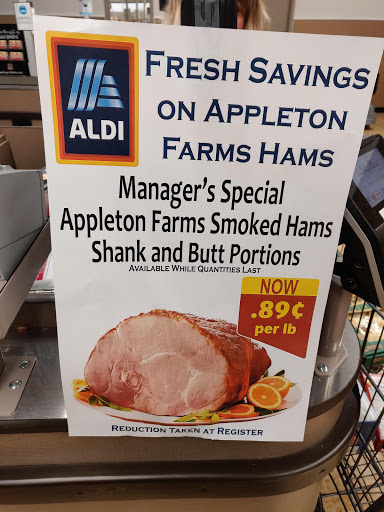 ALDI
FRESH SAVINGS
ON APPLETON
FARMS HAMS
Manager's Special
Appleton Farms Smoked Hams
Shank and Butt Portions
AVAILABLE WHILE QUANTITIES LAST
NOW
.89¢
per lb
REDUCTION TAKEN AT REGISTER